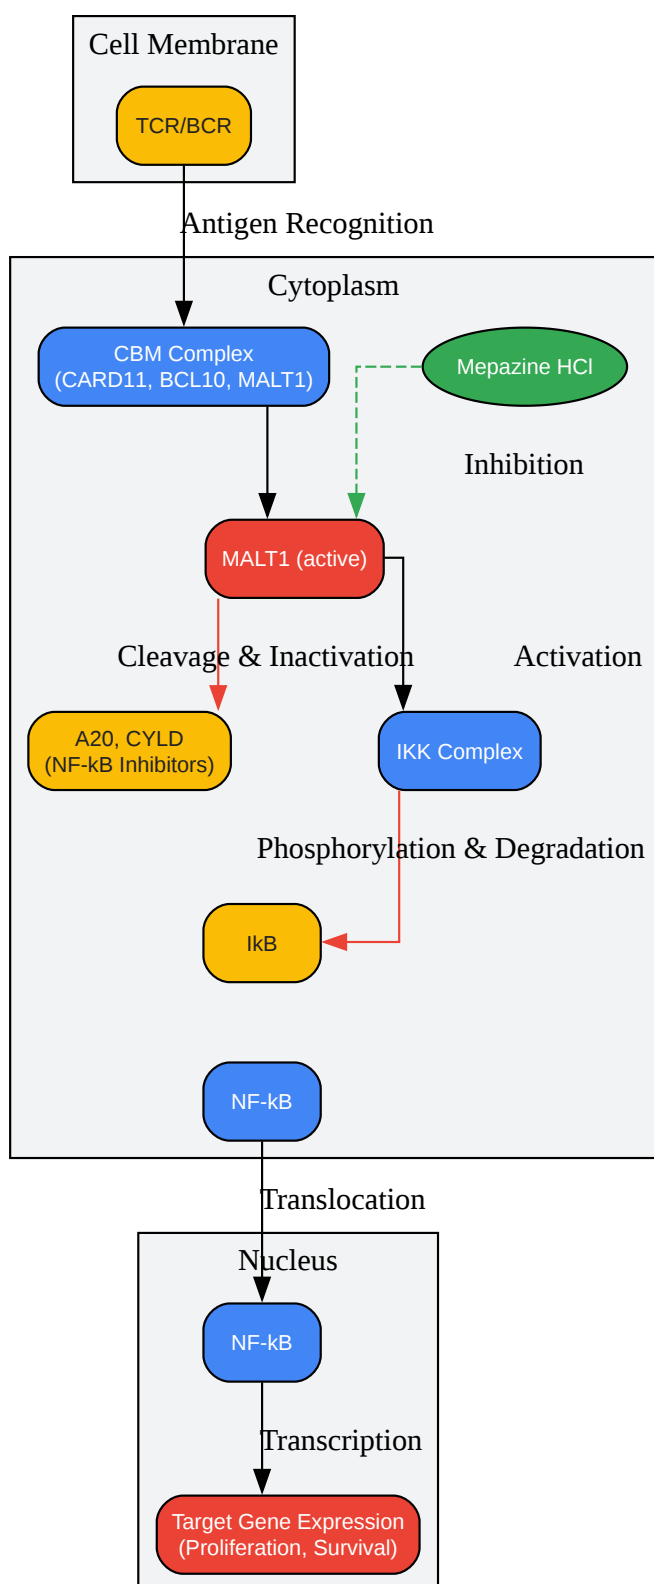 Cell Membrane
TCR/BCR
Antigen Recognition
Cytoplasm
CBM Complex
(CARD11, BCL10, MALT1)
Mepazine HCl
Inhibition
MALT1 (active)
Cleavage & Inactivation
Activation
A20, CYLD
(NF-kB Inhibitors)
IKK Complex
Phosphorylation & Degradation
IkB
NF-kB
Translocation
Nucleus
NF-kB
Transcription
Target Gene Expression
(Proliferation, Survival)